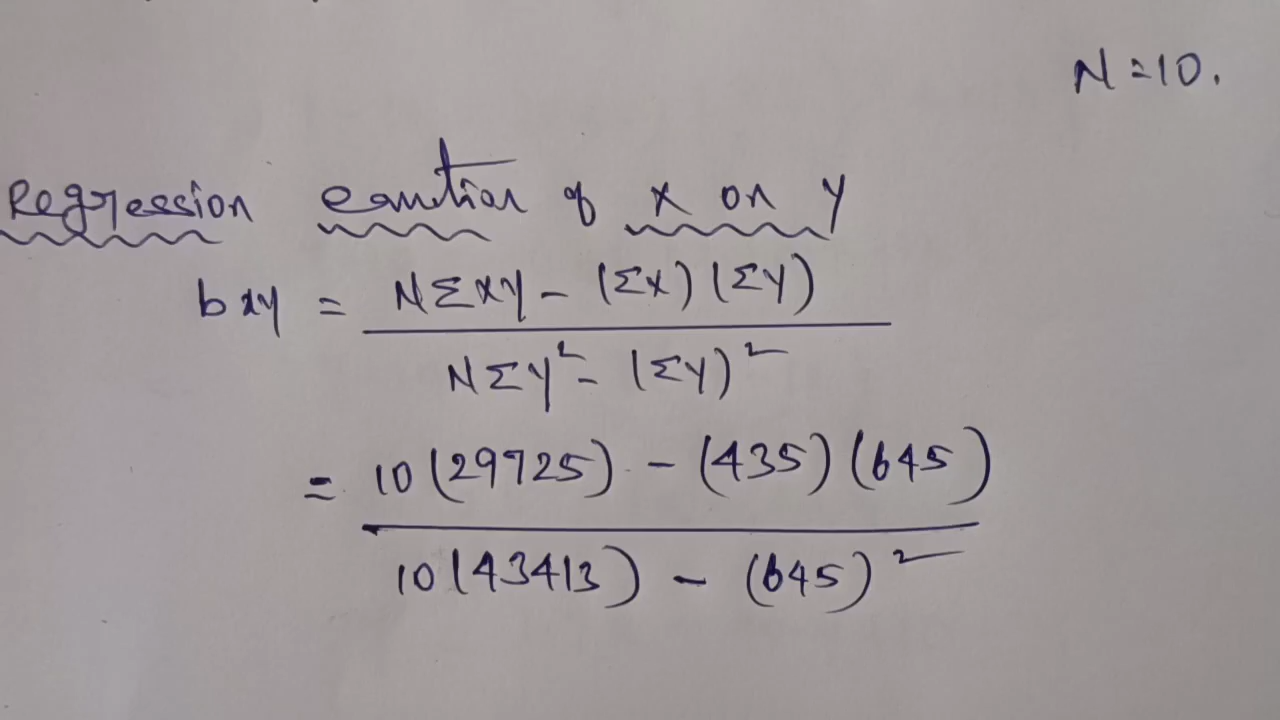 N=10.
Regression eaution of x on y
bxy = NΣXY - (ΣX) (ΣY)
NΣY² - (ΣY)²
= 10(29725) - (435) (645)
10(43413) - (645)²